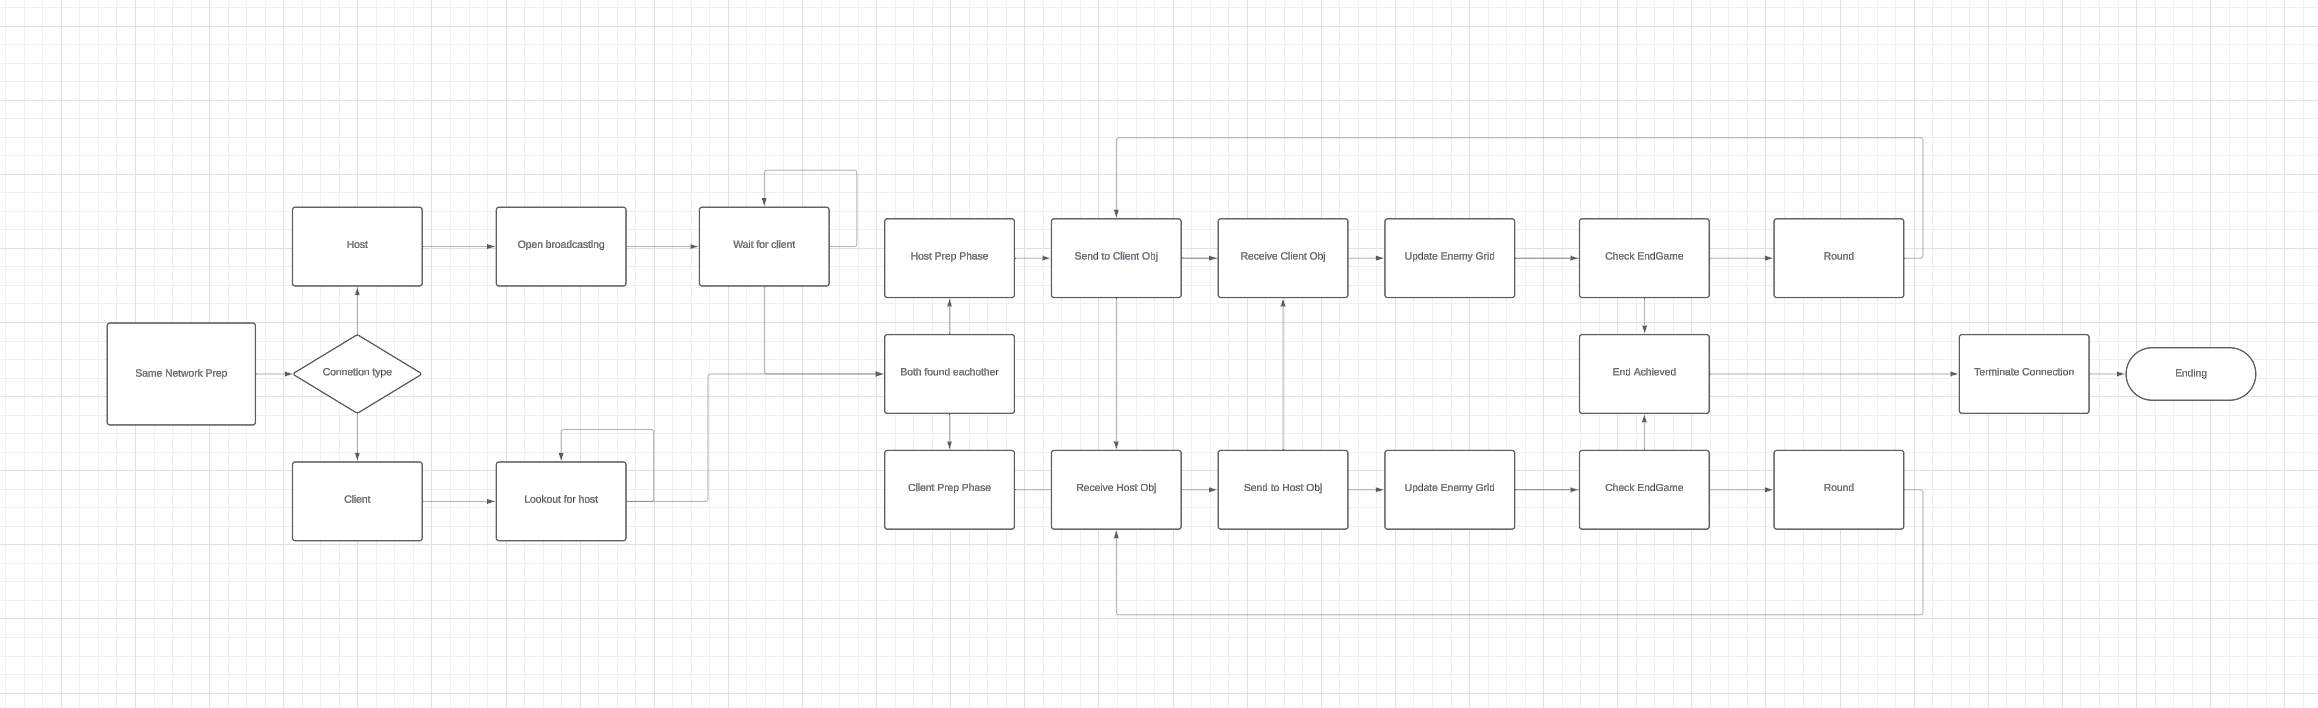 Host
Open broadcasting
Wait for client
Host Prep Phase
Send to Client Obj
Receive Client Obj
Update Enemy Grid
Check EndGame
Round
Same Network Prep
Connetion type
Both found eachother
End Achieved
Terminate Connection
Ending
Client
Lookout for host
Client Prep Phase
Receive Host Obj
Send to Host Obj
Update Enemy Grid
Check EndGame
Round